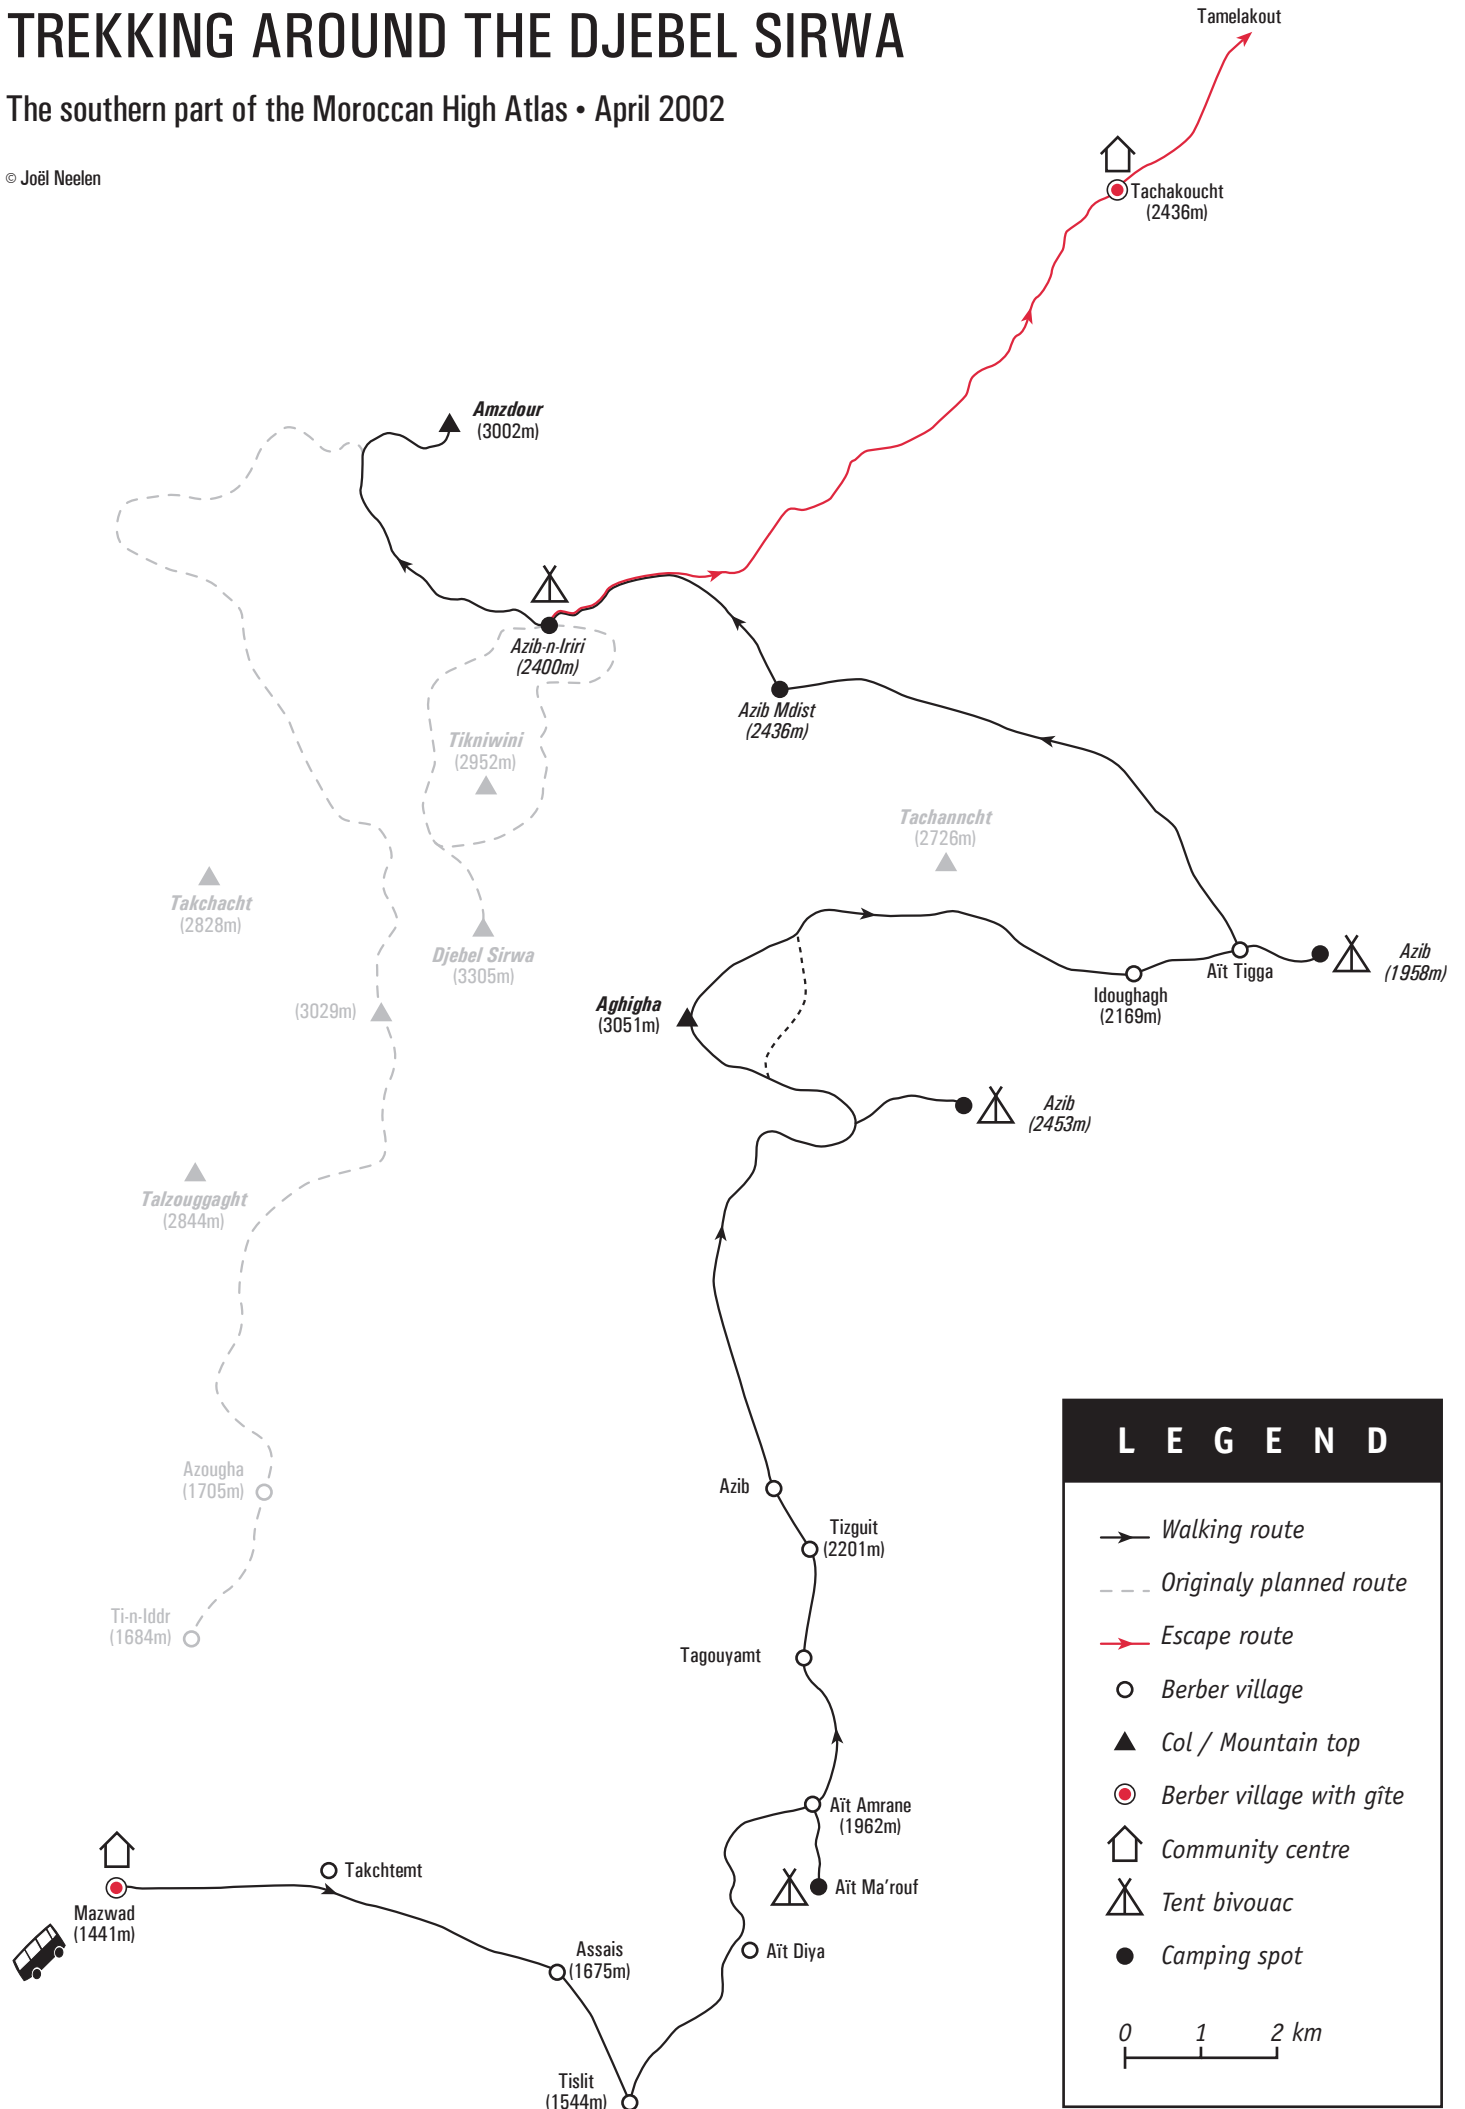 TREKKING AROUND THE DJEBEL SIRWA
The southern part of the Moroccan High Atlas • April 2002
© Joël Neelen
Tamelakout
Tachakoucht
(2436m)
Amzdour
(3002m)
Azib-n-Iriri
(2400m)
Azib Mdist
(2436m)
Tikniwini
(2952m)
Tachanncht
(2726m)
Takchacht
(2828m)
Djebel Sirwa
(3305m)
Azib
(1958m)
Aït Tigga
Idoughagh
(2169m)
(3029m)
Aghigha
(3051m)
Azib
(2453m)
Talzouggaght
(2844m)
Azougha
(1705m)
Azib
Tizguit
(2201m)
Ti-n-Iddr
(1684m)
Tagouyamt
Aït Amrane
(1962m)
Takchtemt
Aït Ma'rouf
Mazwad
(1441m)
Assais
(1675m)
Aït Diya
Tislit
(1544m)
LEGEND
Walking route
Originaly planned route
Escape route
Berber village
Col / Mountain top
Berber village with gîte
Community centre
Tent bivouac
Camping spot
0 1 2 km